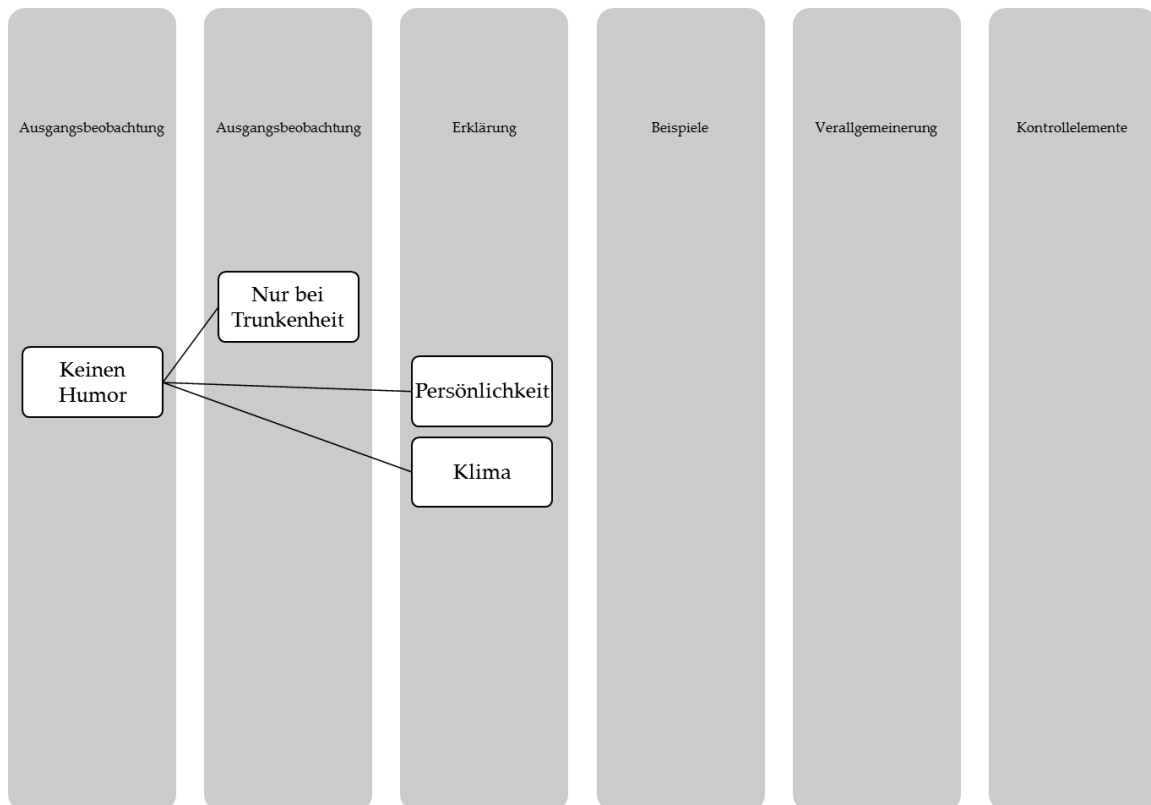 Ausgangsbeobachtung
Ausgangsbeobachtung
Erklärung
Beispiele
Verallgemeinerung
Kontrollelemente
Nur bei
Trunkenheit
Keinen
Humor
Persönlichkeit
Klima